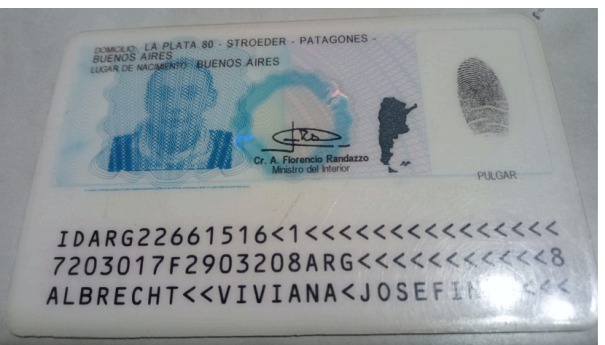 DOMICILIO: LA PLATA 80 - STROEDER - PATAGONES -
BUENOS AIRES
LUGAR DE NACIMIENTO: BUENOS AIRES
Cr. A. Florencio Randazzo
Ministro del Interior
PULGAR
IDARG22661516<1<<<<<<<<<<<<<<<
7203017F2903208ARG<<<<<<<<<<<8
ALBRECHT<<VIVIANA<JOSEFIN <<<